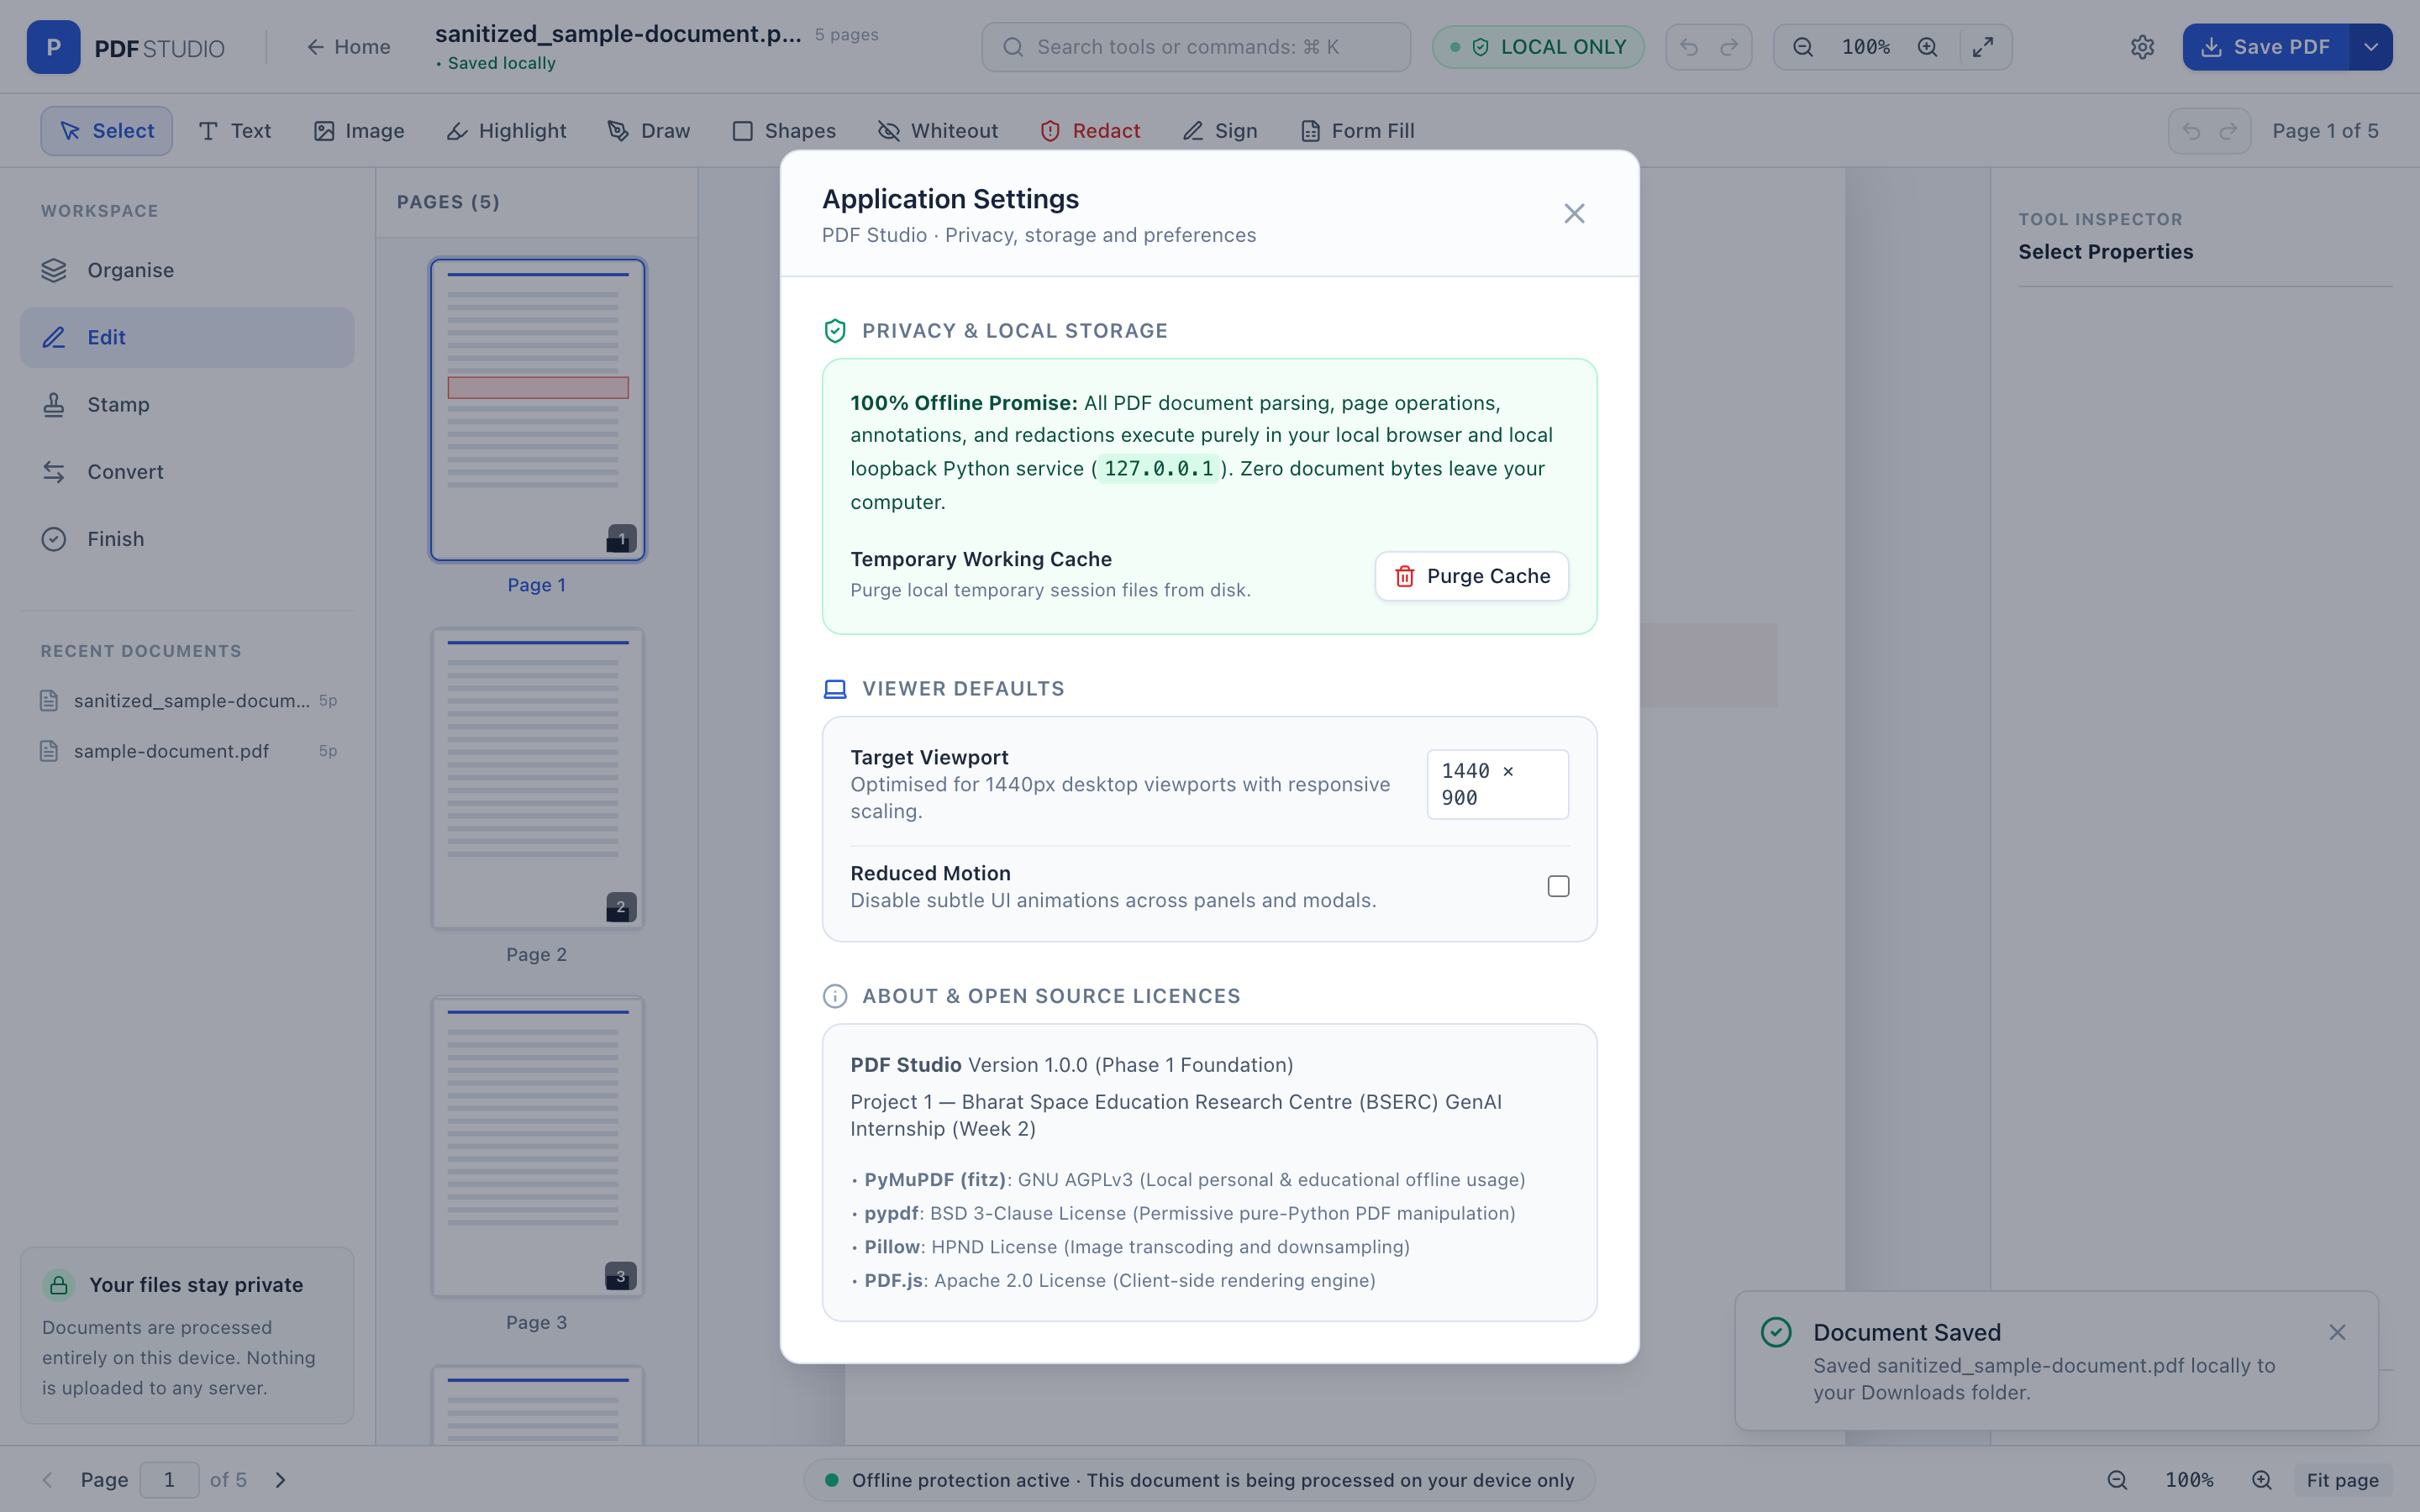 P PDF STUDIO
Home
sanitized_sample-document.p... 5 pages
• Saved locally
Search tools or commands: ⌘ K
LOCAL ONLY
100%
Save PDF
Select
Text
Image
Highlight
Draw
Shapes
Whiteout
Redact
Sign
Form Fill
Page 1 of 5
WORKSPACE
Organise
Edit
Stamp
Convert
Finish
RECENT DOCUMENTS
sanitized_sample-docum... 5p
sample-document.pdf 5p
Your files stay private
Documents are processed
entirely on this device. Nothing
is uploaded to any server.
PAGES (5)
1
Page 1
2
Page 2
3
Page 3
Application Settings
PDF Studio · Privacy, storage and preferences
PRIVACY & LOCAL STORAGE
100% Offline Promise: All PDF document parsing, page operations,
annotations, and redactions execute purely in your local browser and local
loopback Python service (127.0.0.1). Zero document bytes leave your
computer.
Temporary Working Cache
Purge local temporary session files from disk.
Purge Cache
VIEWER DEFAULTS
Target Viewport
Optimised for 1440px desktop viewports with responsive
scaling.
1440 ×
900
Reduced Motion
Disable subtle UI animations across panels and modals.
ABOUT & OPEN SOURCE LICENCES
PDF Studio Version 1.0.0 (Phase 1 Foundation)
Project 1 — Bharat Space Education Research Centre (BSERC) GenAI
Internship (Week 2)
• PyMuPDF (fitz): GNU AGPLv3 (Local personal & educational offline usage)
• pypdf: BSD 3-Clause License (Permissive pure-Python PDF manipulation)
• Pillow: HPND License (Image transcoding and downsampling)
• PDF.js: Apache 2.0 License (Client-side rendering engine)
TOOL INSPECTOR
Select Properties
Document Saved
Saved sanitized_sample-document.pdf locally to
your Downloads folder.
Page 1 of 5
Offline protection active · This document is being processed on your device only
100%
Fit page